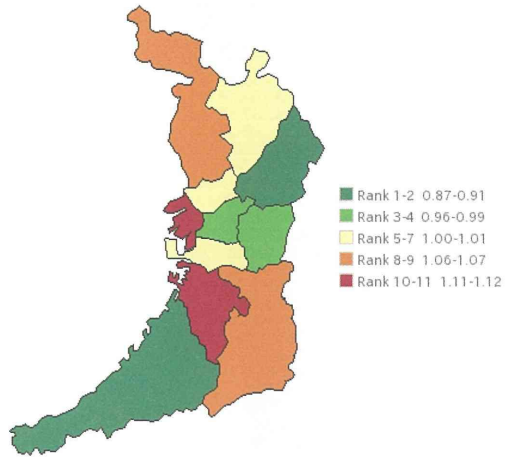 Rank 1-2 0.87-0.91
Rank 3-4 0.96-0.99
Rank 5-7 1.00-1.01
Rank 8-9 1.06-1.07
Rank 10-11 1.11-1.12